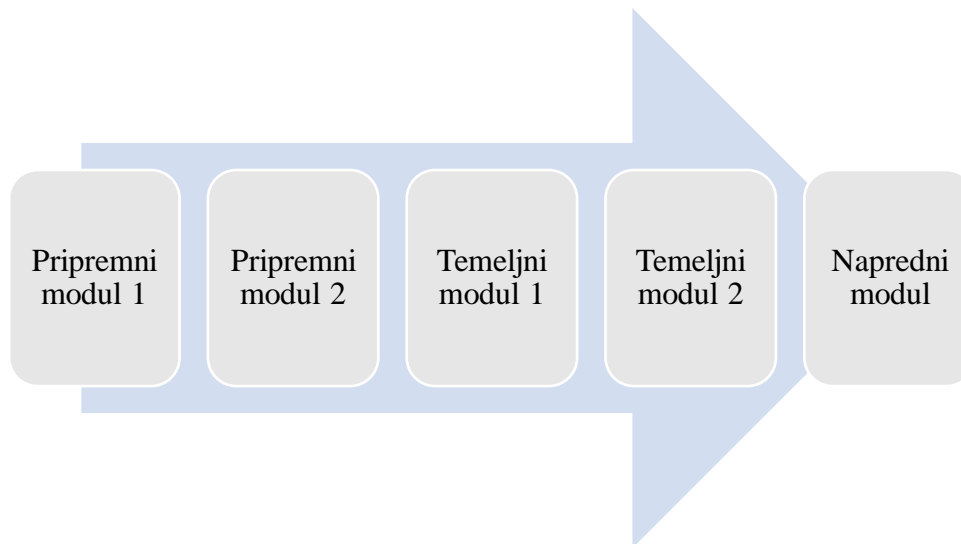 Pripremni
modul 1
Pripremni
modul 2
Temeljni
modul 1
Temeljni
modul 2
Napredni
modul